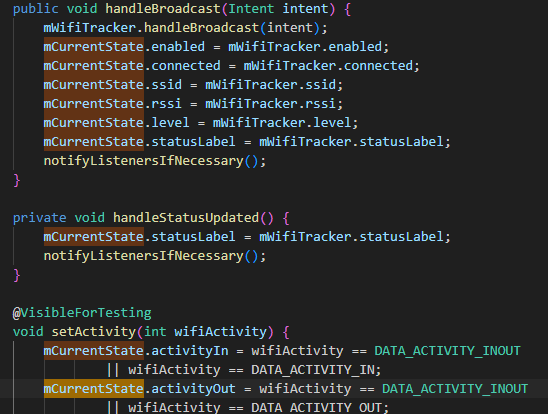 public void handleBroadcast(Intent intent) {
mWifiTracker.handleBroadcast(intent);
mCurrentState.enabled = mWifiTracker.enabled;
mCurrentState.connected = mWifiTracker.connected;
mCurrentState.ssid = mWifiTracker.ssid;
mCurrentState.rssi = mWifiTracker.rssi;
mCurrentState.level = mWifiTracker.level;
mCurrentState.statusLabel = mWifiTracker.statusLabel;
notifyListenersIfNecessary();
}
private void handleStatusUpdated() {
mCurrentState.statusLabel = mWifiTracker.statusLabel;
notifyListenersIfNecessary();
}
@VisibleForTesting
void setActivity(int wifiActivity) {
mCurrentState.activityIn = wifiActivity == DATA_ACTIVITY_INOUT
|| wifiActivity == DATA_ACTIVITY_IN;
mCurrentState.activityOut = wifiActivity == DATA_ACTIVITY_INOUT
|| wifiActivity == DATA_ACTIVITY_OUT;